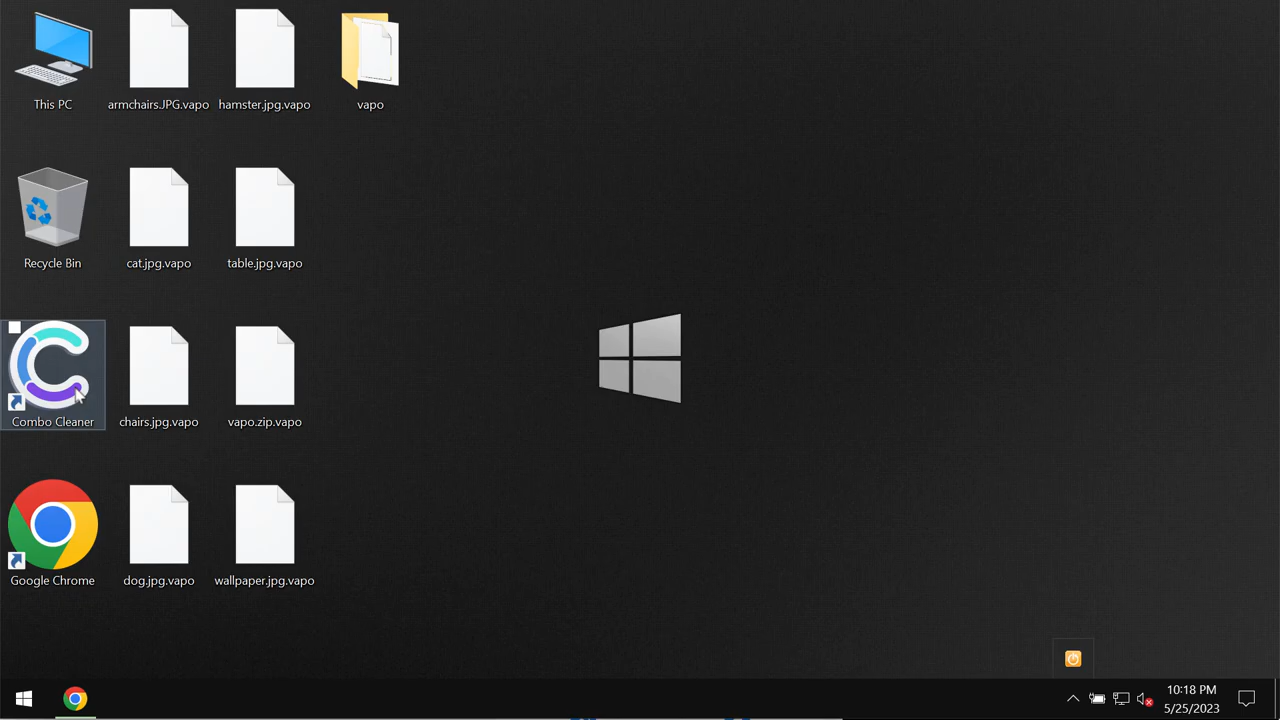 This PC
armchairs.JPG.vapo
hamster.jpg.vapo
vapo
Recycle Bin
cat.jpg.vapo
table.jpg.vapo
Combo Cleaner
chairs.jpg.vapo
vapo.zip.vapo
Google Chrome
dog.jpg.vapo
wallpaper.jpg.vapo
10:18 PM
5/25/2023